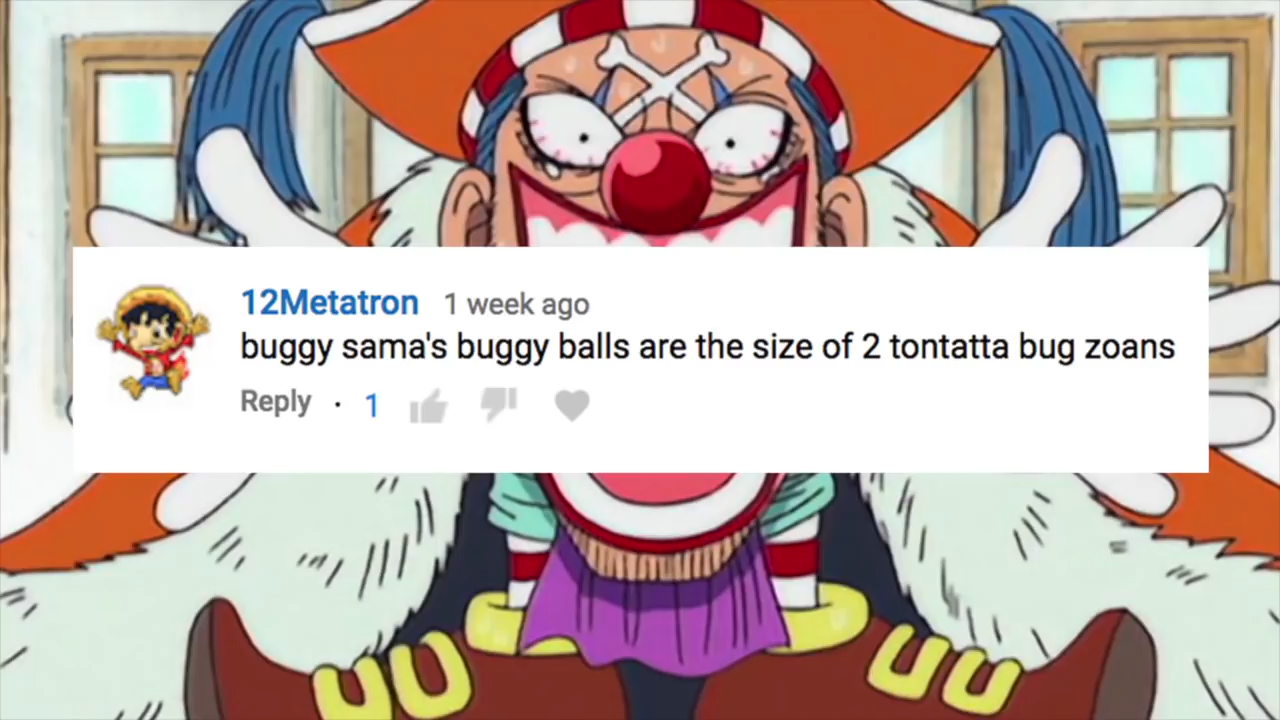 12Metatron 1 week ago
buggy sama's buggy balls are the size of 2 tontatta bug zoans
Reply · 1